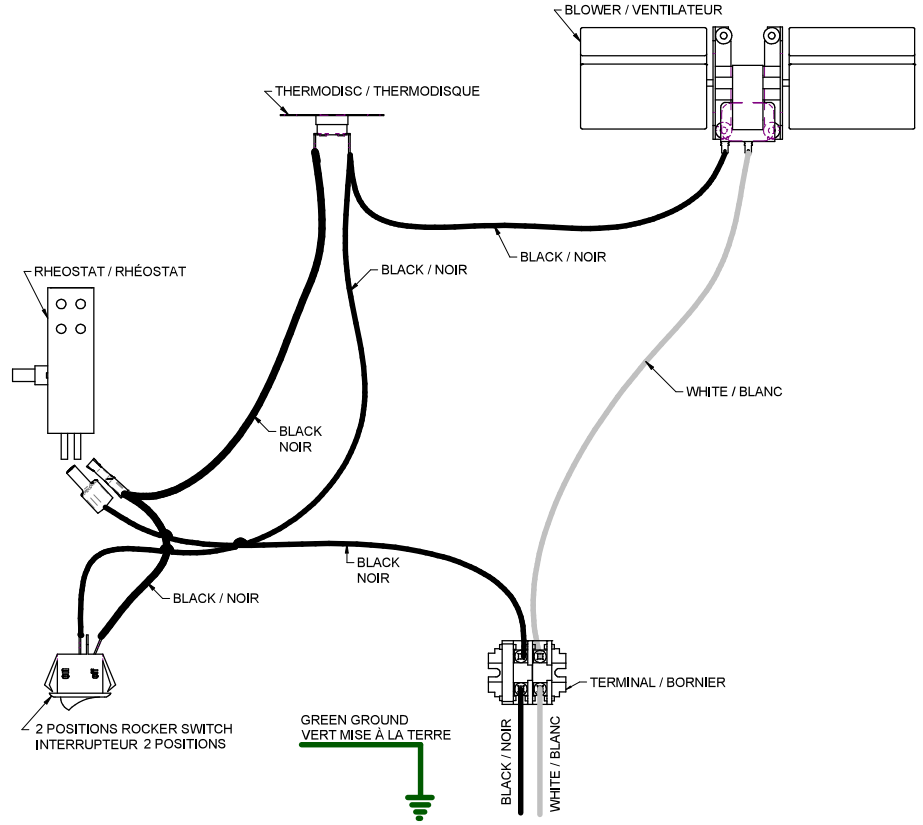 BLOWER / VENTILATEUR
THERMODISC / THERMODISQUE
BLACK / NOIR
BLACK / NOIR
RHEOSTAT / RHÉOSTAT
WHITE / BLANC
BLACK
NOIR
BLACK
NOIR
BLACK / NOIR
TERMINAL / BORNIER
2 POSITIONS ROCKER SWITCH
INTERRUPTEUR 2 POSITIONS
GREEN GROUND
VERT MISE À LA TERRE
BLACK / NOIR
WHITE / BLANC